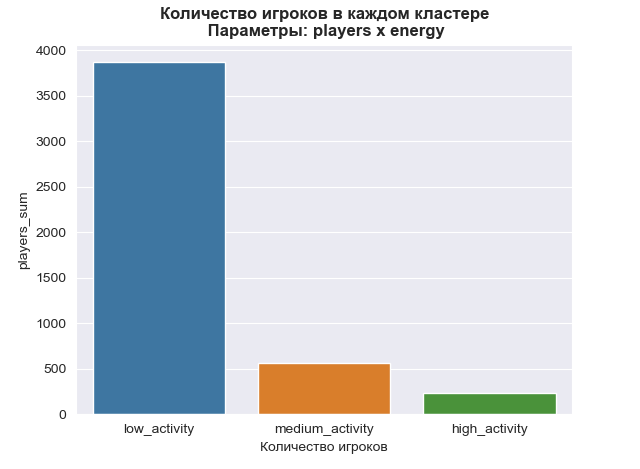 Количество игроков в каждом кластере
Параметры: players x energy
4000
3500
3000
2500
2000
1500
1000
500
0
players_sum
low_activity
medium_activity
high_activity
Количество игроков